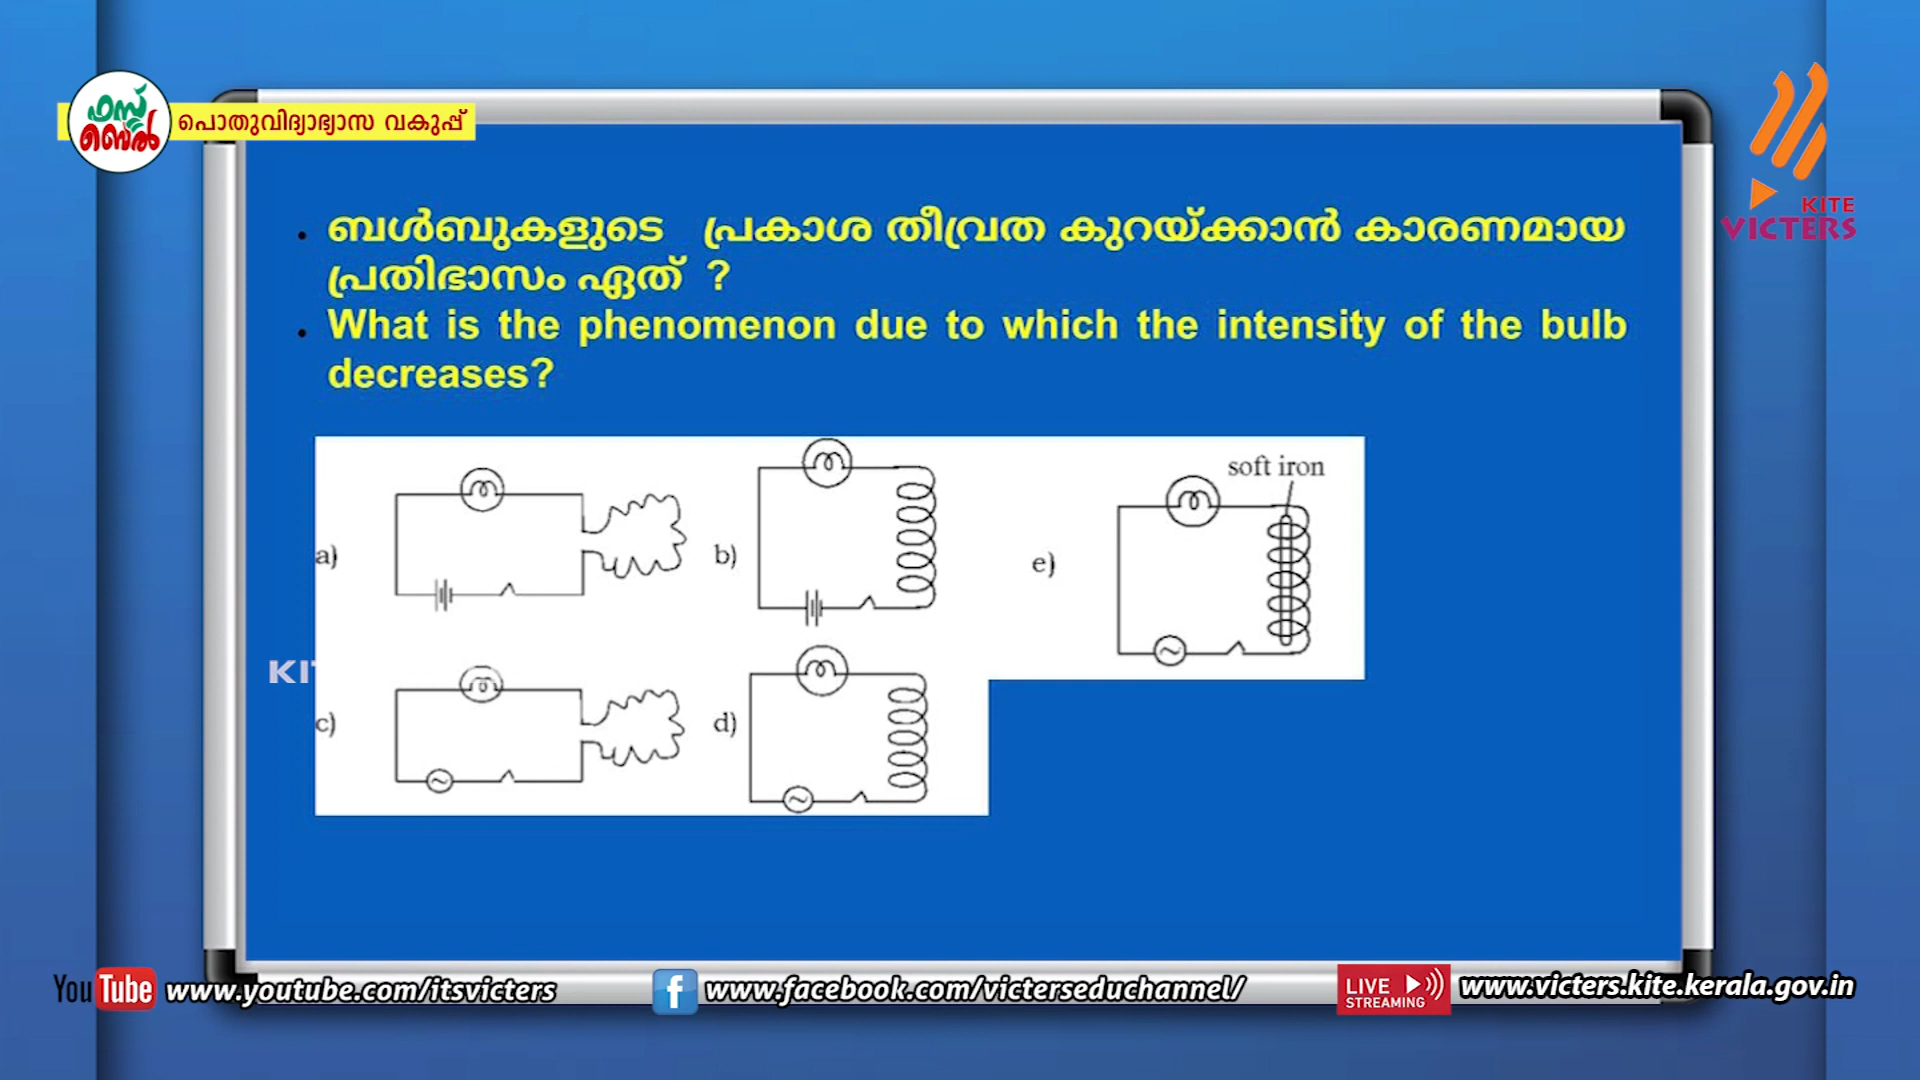 ഫസ്റ്റ്
ബെൽ
പൊതുവിദ്യാഭ്യാസ വകുപ്പ്
KITE
VICTERS
ബൾബുകളുടെ പ്രകാശ തീവ്രത കുറയ്ക്കാൻ കാരണമായ
പ്രതിഭാസം ഏത് ?
What is the phenomenon due to which the intensity of the bulb
decreases?
soft iron
a)
b)
e)
c)
d)
You Tube www.youtube.com/itsvicters
f www.facebook.com/victerseduchannel/
LIVE
STREAMING
www.victers.kite.kerala.gov.in